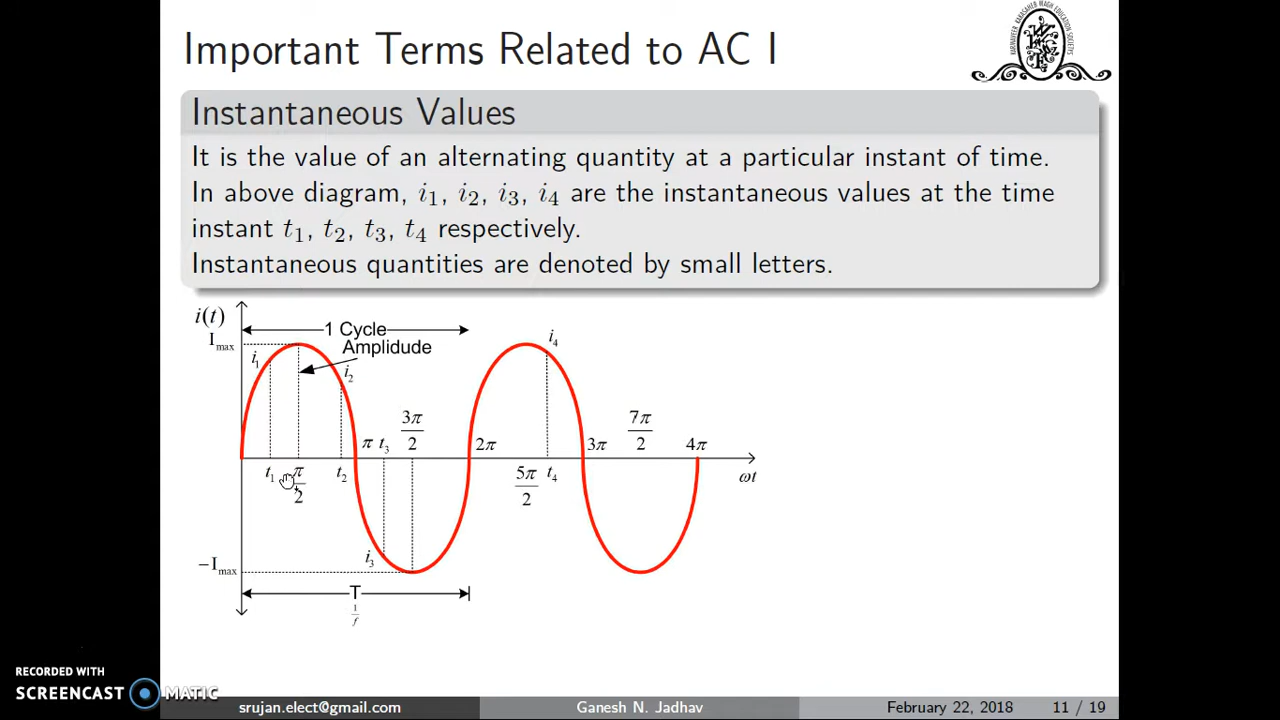 Important Terms Related to AC I
Instantaneous Values
It is the value of an alternating quantity at a particular instant of time.
In above diagram, i₁, i₂, i₃, i₄ are the instantaneous values at the time
instant t₁, t₂, t₃, t₄ respectively.
Instantaneous quantities are denoted by small letters.
i(t)
1 Cycle
Amplidude
Imax
i₁
i₂
i₄
π
t₃
3π/2
2π
3π
7π/2
4π
t₁
π/2
t₂
5π/2
t₄
ωt
i₃
−Imax
T
1/f
RECORDED WITH
SCREENCAST MATIC
srujan.elect@gmail.com
Ganesh N. Jadhav
February 22, 2018
11 / 19